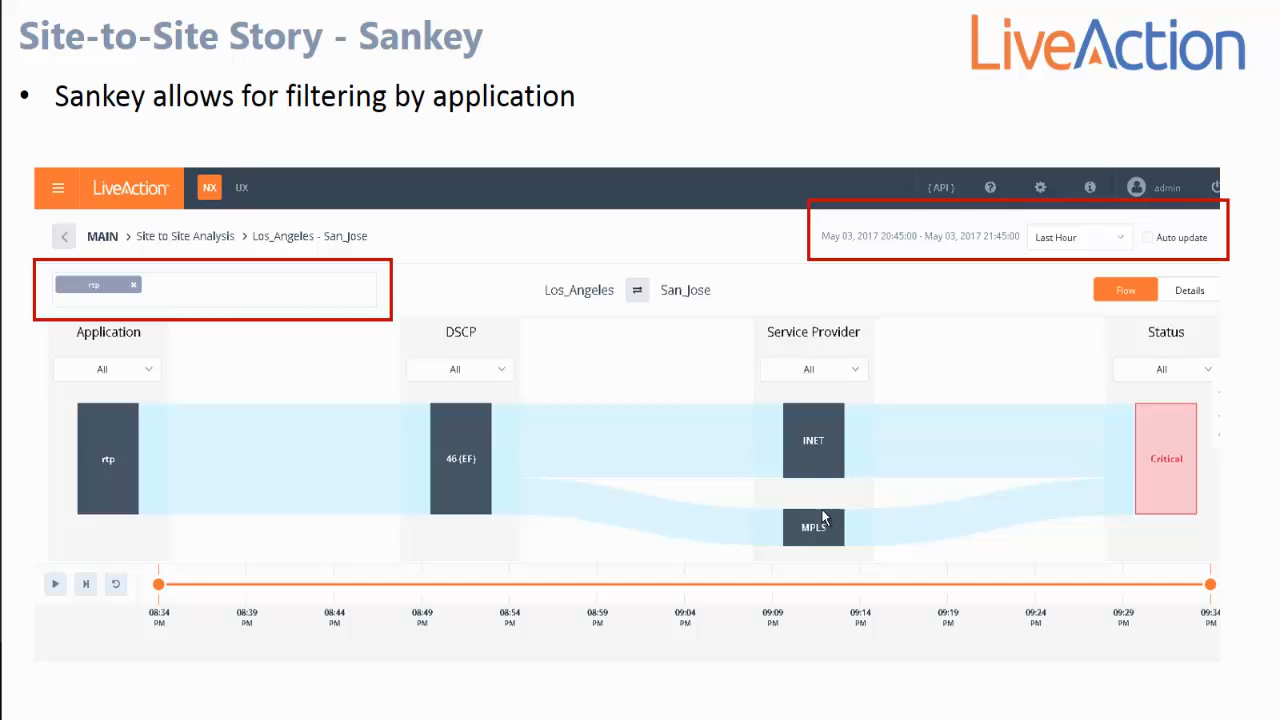 Site-to-Site Story - Sankey
LiveAction
• Sankey allows for filtering by application
LiveAction
NX
UX
{ API }
admin
MAIN > Site to Site Analysis > Los_Angeles - San_Jose
May 03, 2017 20:45:00 - May 03, 2017 21:45:00
Last Hour
Auto update
rtp
Los_Angeles
San_Jose
Flow
Details
Application
DSCP
Service Provider
Status
All
All
All
All
rtp
46 (EF)
INET
MPLS
Critical
08:34 PM
08:39 PM
08:44 PM
08:49 PM
08:54 PM
08:59 PM
09:04 PM
09:09 PM
09:14 PM
09:19 PM
09:24 PM
09:29 PM
09:34 PM